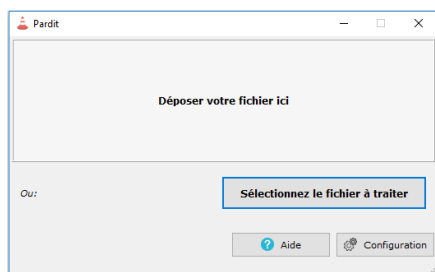 Pardit
Déposer votre fichier ici
Ou:
Sélectionnez le fichier à traiter
Aide
Configuration